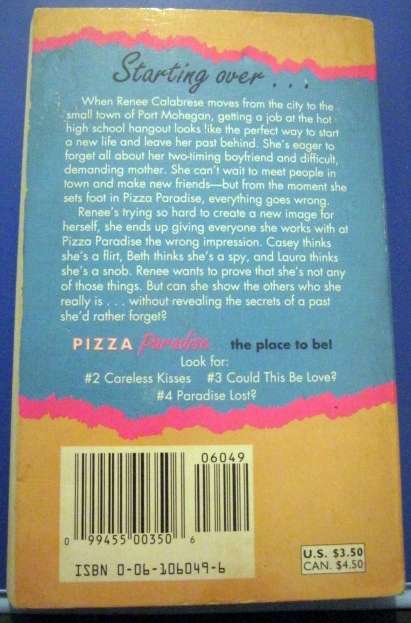 Starting over . . .
When Renee Calabrese moves from the city to the
small town of Port Mohegan, getting a job at the hot
high school hangout looks like the perfect way to start
a new life and leave her past behind. She's eager to
forget all about her two-timing boyfriend and difficult,
demanding mother. She can't wait to meet people in
town and make new friends—but from the moment she
sets foot in Pizza Paradise, everything goes wrong.
Renee's trying so hard to create a new image for
herself, she ends up giving everyone she works with at
Pizza Paradise the wrong impression. Casey thinks
she's a flirt, Beth thinks she's a spy, and Laura thinks
she's a snob. Renee wants to prove that she's not any
of those things. But can she show the others who she
really is . . . without revealing the secrets of a past
she'd rather forget?
PIZZA Paradise the place to be!
Look for:
#2 Careless Kisses #3 Could This Be Love?
#4 Paradise Lost?
06049
0 99455 00350 6
ISBN 0-06-106049-6
U.S. $3.50
CAN. $4.50